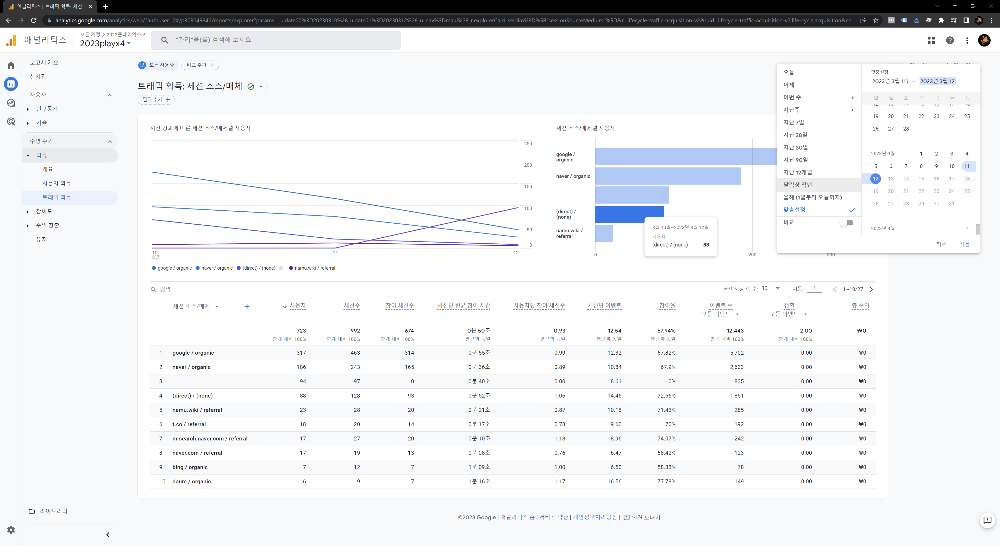 애널리틱스 | 트래픽 획득: 세션
analytics.google.com/analytics/web/?authuser=0#/p303249842/reports/explorer?params=_u.date00%3D20230310%26_u.date01%3D20230312%26_u..nav%3Dmaui%26_r.explorerCard..seldim%3D%5B"sessionSourceMedium"%5D&r=lifecycle-traffic-acquisition-v2&ruid=lifecycle-traffic-acquisition-v2,life-cycle,acquisition&co...
애널리틱스
모든 계정 > 2023플레이엑스포
2023playx4
"관리"을(를) 검색해 보세요
보고서 개요
실시간
사용자
인구통계
기술
수명 주기
획득
개요
사용자 획득
트래픽 획득
참여도
수익 창출
유지
라이브러리
모 모든 사용자
비교 추가 +
트래픽 획득: 세션 소스/매체
필터 추가 +
시간 경과에 따른 세션 소스/매체별 사용자
250
200
150
100
50
0
10
3월
11
12
google / organic
naver / organic
(direct) / (none)
namu.wiki / referral
세션 소스/매체별 사용자
google /
organic
naver / organic
(direct) /
(none)
namu.wiki /
referral
0
200
300
3월 10일~2023년 3월 12일
사용자
(direct) / (none) 88
오늘
어제
이번 주
지난주
지난 7일
지난 28일
지난 30일
지난 90일
지난 12개월
달력상 작년
올해 (1월부터 오늘까지)
맞춤설정
비교
맞춤설정
2023년 3월 11 – 2023년 3월 12
일 월 화 수 목 금 토
19 20 21 22 23 24 25
26 27 28
2023년 3월 1 2 3 4
5 6 7 8 9 10 11
12 13 14 15 16 17 18
19 20 21 22 23 24 25
26 27 28 29 30 31
2023년 4월 1
취소 적용
검색...
페이지당 행 수: 10 이동: 1 1~10/27
세션 소스/매체 + 사용자 세션수 참여 세션수 세션당 평균 참여 시간 사용자당 참여 세션수 세션당 이벤트 참여율 이벤트 수 전환 총 수익
모든 이벤트 모든 이벤트
723 992 674 0분 50초 0.93 12.54 67.94% 12,443 2.00 ₩0
총계 대비 100% 총계 대비 100% 총계 대비 100% 평균과 동일 평균과 동일 평균과 동일 평균과 동일 총계 대비 100% 총계 대비 100%
1 google / organic 317 463 314 0분 55초 0.99 12.32 67.82% 5,702 0.00 ₩0
2 naver / organic 186 243 165 0분 36초 0.89 10.84 67.9% 2,633 0.00 ₩0
3 94 97 0 0분 40초 0.00 8.61 0% 835 0.00 ₩0
4 (direct) / (none) 88 128 93 0분 52초 1.06 14.46 72.66% 1,851 0.00 ₩0
5 namu.wiki / referral 23 28 20 0분 21초 0.87 10.18 71.43% 285 0.00 ₩0
6 t.co / referral 18 20 14 0분 17초 0.78 9.60 70% 192 0.00 ₩0
7 m.search.naver.com / referral 17 27 20 0분 10초 1.18 8.96 74.07% 242 0.00 ₩0
8 naver.com / referral 17 19 13 0분 08초 0.76 6.47 68.42% 123 0.00 ₩0
9 bing / organic 7 12 7 1분 09초 1.00 6.50 58.33% 78 0.00 ₩0
10 daum / organic 6 9 7 1분 16초 1.17 16.56 77.78% 149 0.00 ₩0
©2023 Google | 애널리틱스 홈 | 서비스 약관 | 개인정보처리방침 | 의견 보내기